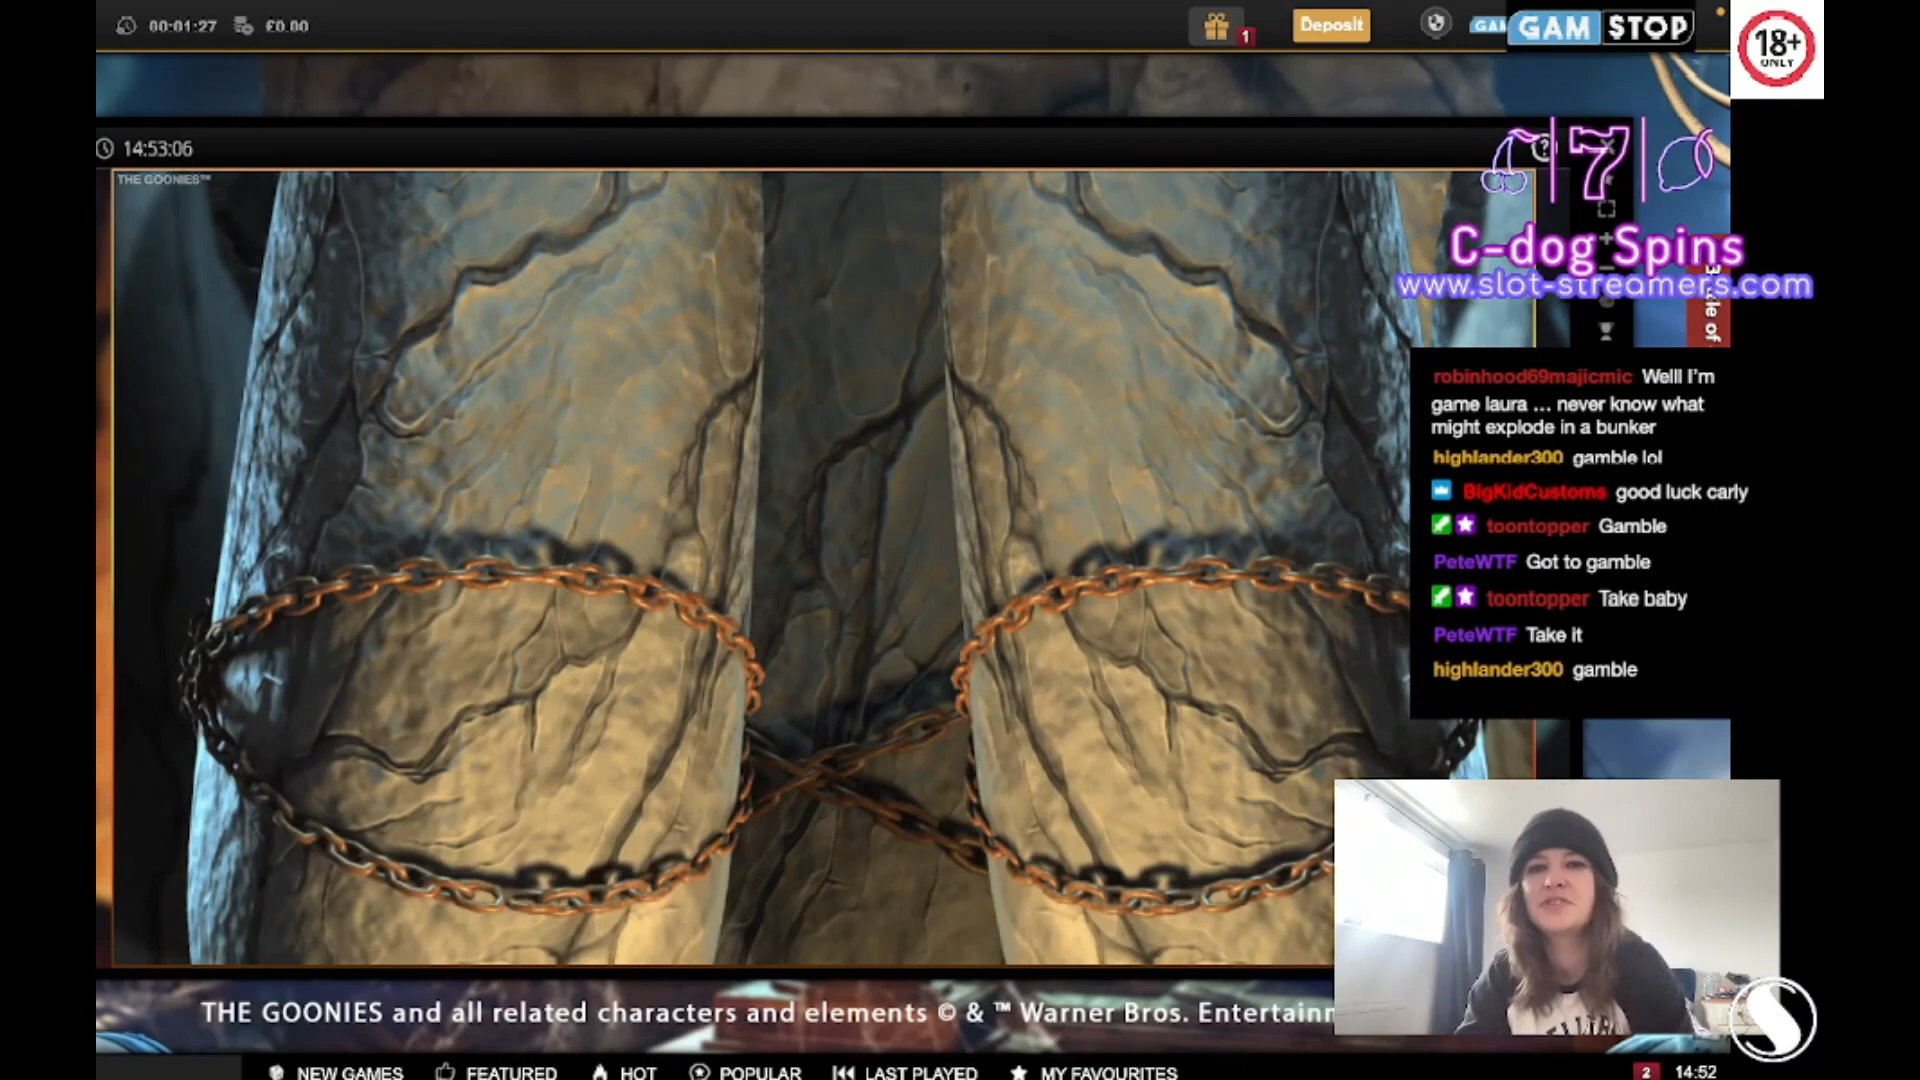 00:01:27 £0.00
1
Deposit
GAM STOP
18+
ONLY
14:53:06
THE GOONIES™
7
C-dog Spins
www.slot-streamers.com
robinhood69majicmic Welll I'm
game laura ... never know what
might explode in a bunker
highlander300 gamble lol
BigKidCustoms good luck carly
toontopper Gamble
PeteWTF Got to gamble
toontopper Take baby
PeteWTF Take it
highlander300 gamble
THE GOONIES and all related characters and elements © & ™ Warner Bros.
NEW GAMES FEATURED HOT POPULAR LAST PLAYED MY FAVOURITES
2 14:52